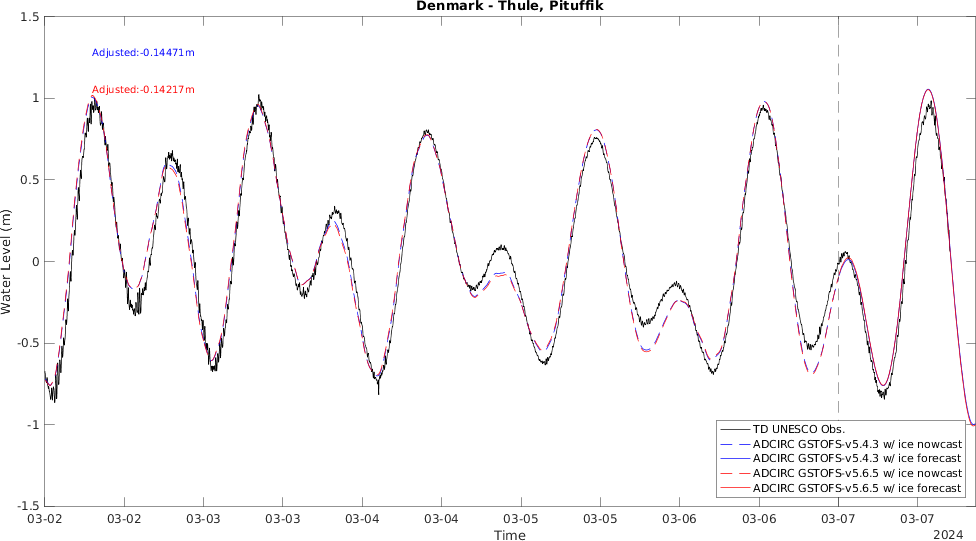 Denmark - Thule, Pituffik
1.5
1
0.5
0
-0.5
-1
-1.5
Water Level (m)
Adjusted:-0.14471m
Adjusted:-0.14217m
TD UNESCO Obs.
ADCIRC GSTOFS-v5.4.3 w/ ice nowcast
ADCIRC GSTOFS-v5.4.3 w/ ice forecast
ADCIRC GSTOFS-v5.6.5 w/ ice nowcast
ADCIRC GSTOFS-v5.6.5 w/ ice forecast
03-02 03-02 03-03 03-03 03-04 03-04 03-05 03-05 03-06 03-06 03-07 03-07
Time
2024